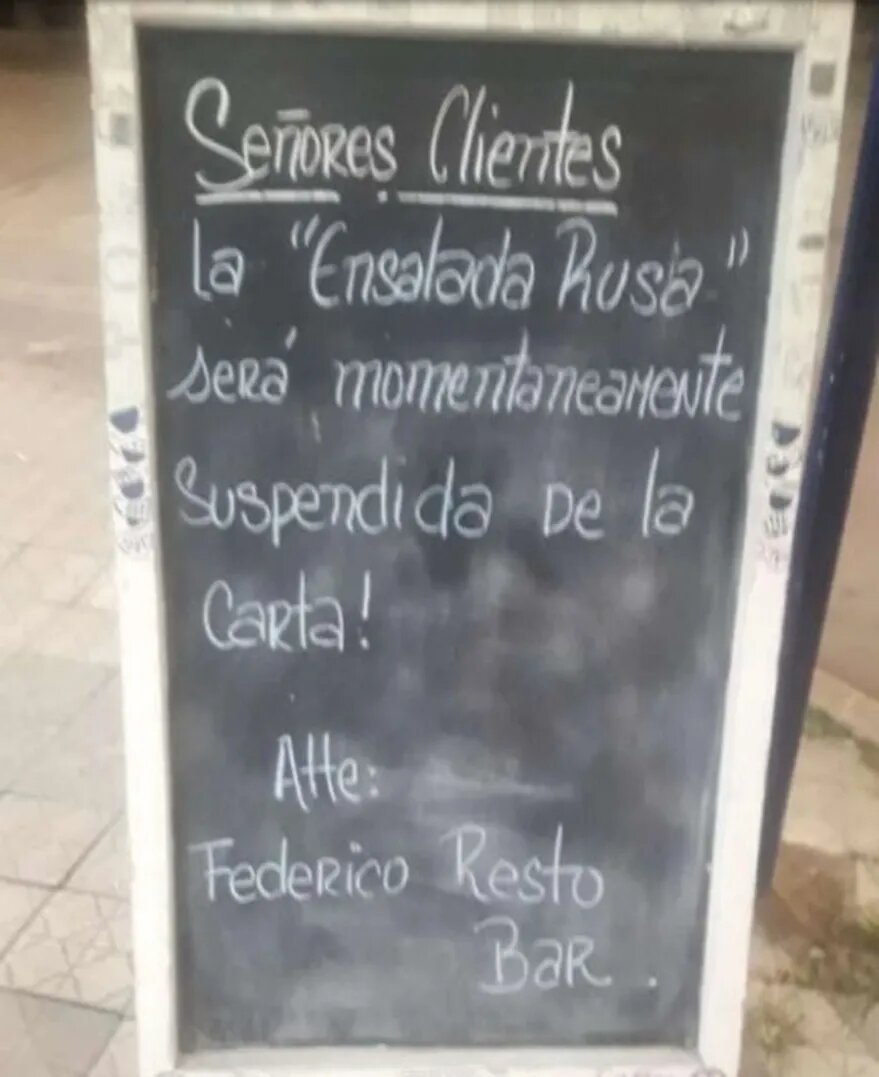 Señores Clientes
la "Ensalada Rusa"
será momentaneamente
Suspendida de la
Carta!
Atte:
Federico Resto
Bar.